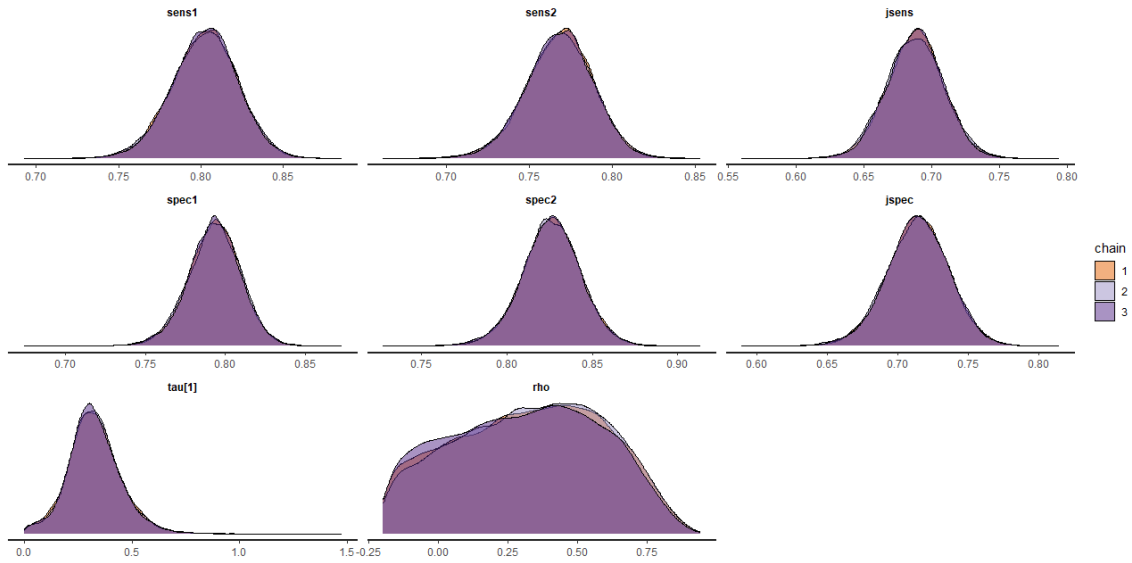 sens1 sens2 jsens
0.70 0.75 0.80 0.85 0.70 0.75 0.80 0.85 0.55 0.60 0.65 0.70 0.75 0.80
spec1 spec2 jspec
0.70 0.75 0.80 0.85 0.75 0.80 0.85 0.90 0.60 0.65 0.70 0.75 0.80
chain
1
2
3
tau[1] rho
0.0 0.5 1.0 1.5 -0.25 0.00 0.25 0.50 0.75